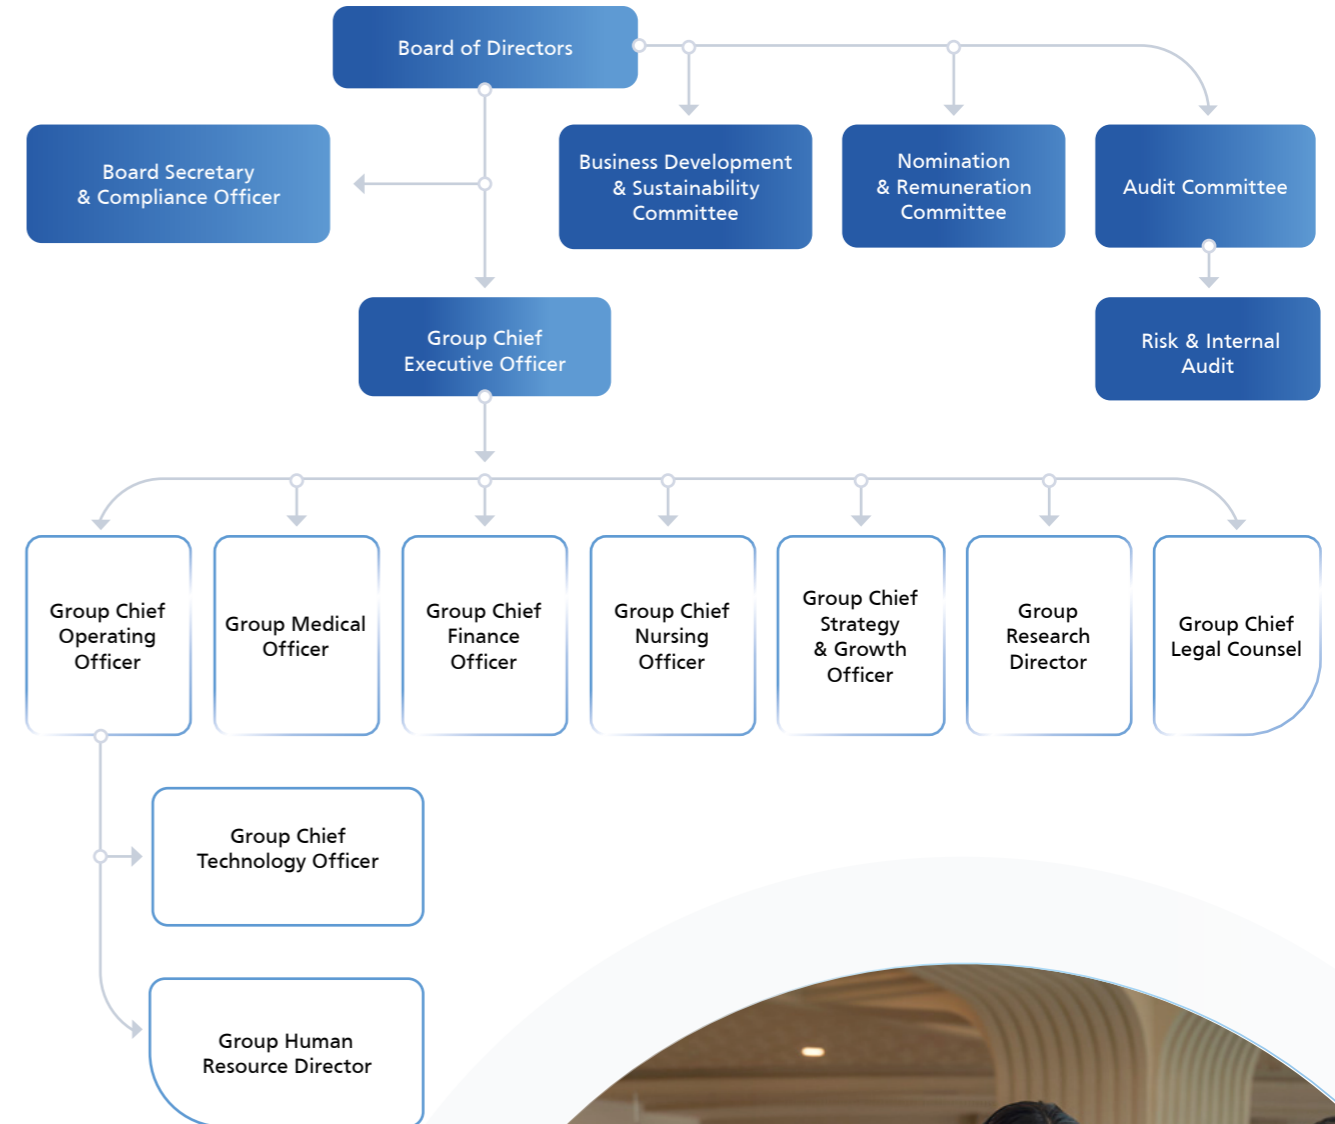 Board of Directors
Board Secretary
& Compliance Officer
Business Development
& Sustainability
Committee
Nomination
& Remuneration
Committee
Audit Committee
Group Chief
Executive Officer
Risk & Internal
Audit
Group Chief
Operating
Officer
Group Medical
Officer
Group Chief
Finance
Officer
Group Chief
Nursing
Officer
Group Chief
Strategy
& Growth
Officer
Group
Research
Director
Group Chief
Legal Counsel
Group Chief
Technology Officer
Group Human
Resource Director